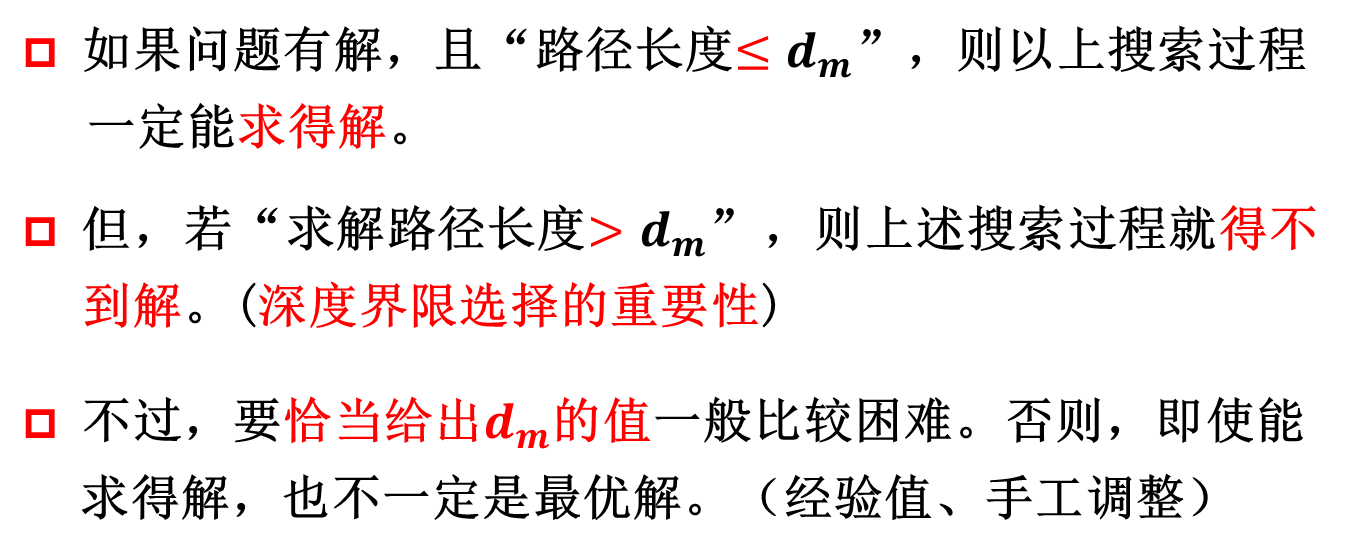 如果问题有解，且“路径长度≤ dₘ”，则以上搜索过程
一定能求得解。
但，若“求解路径长度> dₘ”，则上述搜索过程就得不
到解。(深度界限选择的重要性)
不过，要恰当给出dₘ的值一般比较困难。否则，即使能
求得解，也不一定是最优解。（经验值、手工调整）